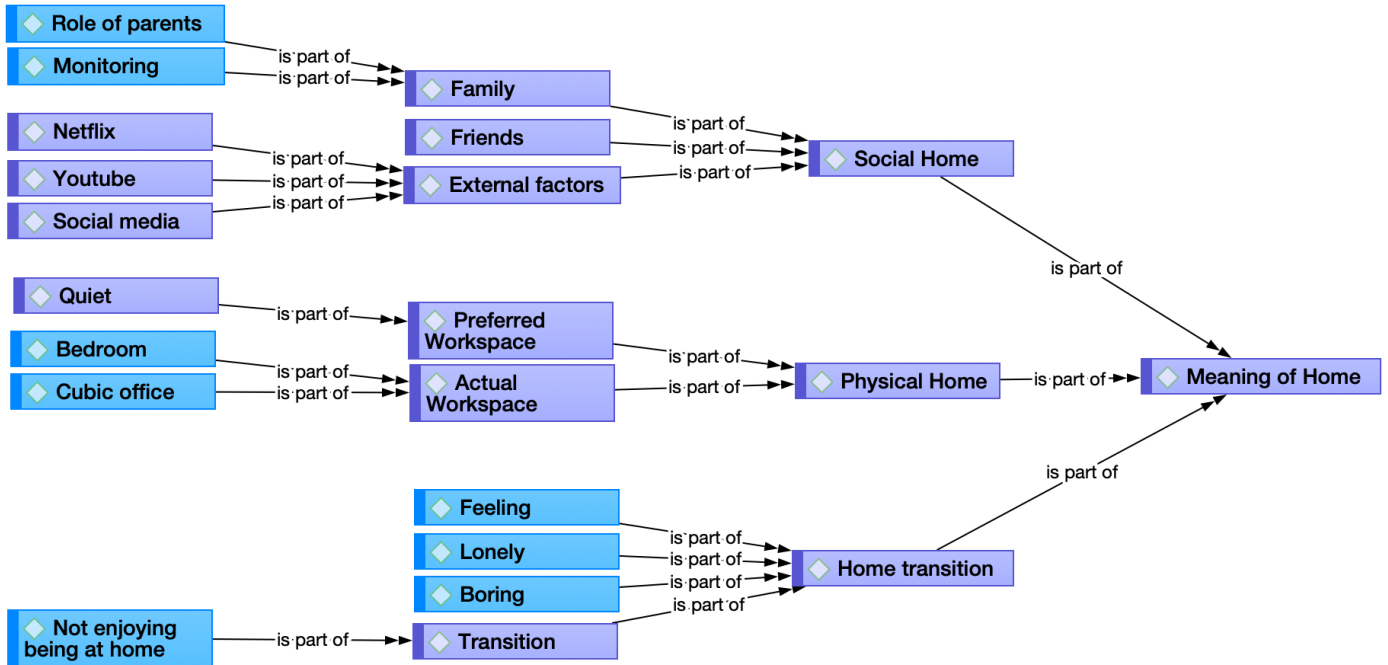 Role of parents
is part of
Monitoring
is part of
Family
Netflix
is part of
Friends
is part of
is part of
Social Home
Youtube
is part of
External factors
is part of
Social media
is part of
is part of
Quiet
is part of
Preferred
Workspace
Bedroom
is part of
is part of
Cubic office
is part of
Actual
Workspace
is part of
Physical Home
is part of
Meaning of Home
is part of
Feeling
is part of
Lonely
is part of
Home transition
Boring
is part of
is part of
Not enjoying
being at home
is part of
Transition